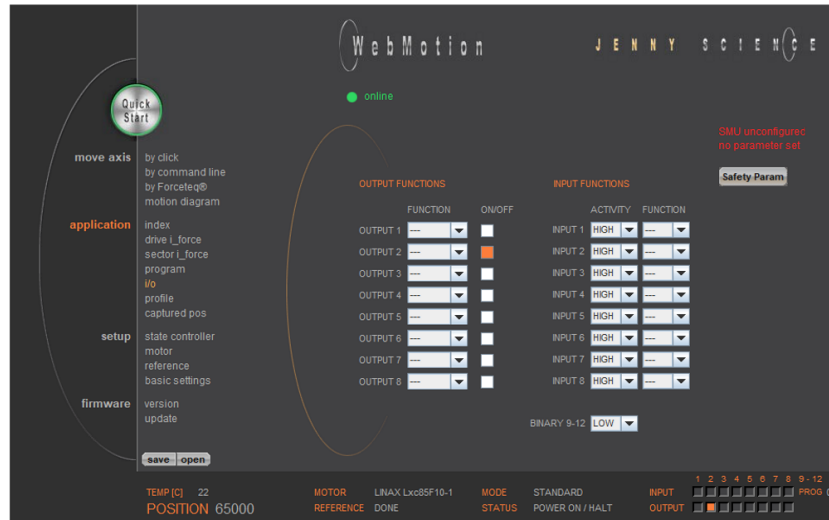 WebMotion
JENNY SCIENCE
online
Quick
Start
SMU unconfigured
no parameter set
Safety Param
move axis
by click
by command line
by Forceteq®
motion diagram
application
index
drive i_force
sector i_force
program
i/o
profile
captured pos
setup
state controller
motor
reference
basic settings
firmware
version
update
save open
OUTPUT FUNCTIONS
FUNCTION ON/OFF
OUTPUT 1 ---
OUTPUT 2 ---
OUTPUT 3 ---
OUTPUT 4 ---
OUTPUT 5 ---
OUTPUT 6 ---
OUTPUT 7 ---
OUTPUT 8 ---
INPUT FUNCTIONS
ACTIVITY FUNCTION
INPUT 1 HIGH ---
INPUT 2 HIGH ---
INPUT 3 HIGH ---
INPUT 4 HIGH ---
INPUT 5 HIGH ---
INPUT 6 HIGH ---
INPUT 7 HIGH ---
INPUT 8 HIGH ---
BINARY 9-12 LOW
TEMP [C] 22
POSITION 65000
MOTOR LINAX Lxc85F10-1
REFERENCE DONE
MODE STANDARD
STATUS POWER ON / HALT
1 2 3 4 5 6 7 8 9-12
INPUT PROG
OUTPUT